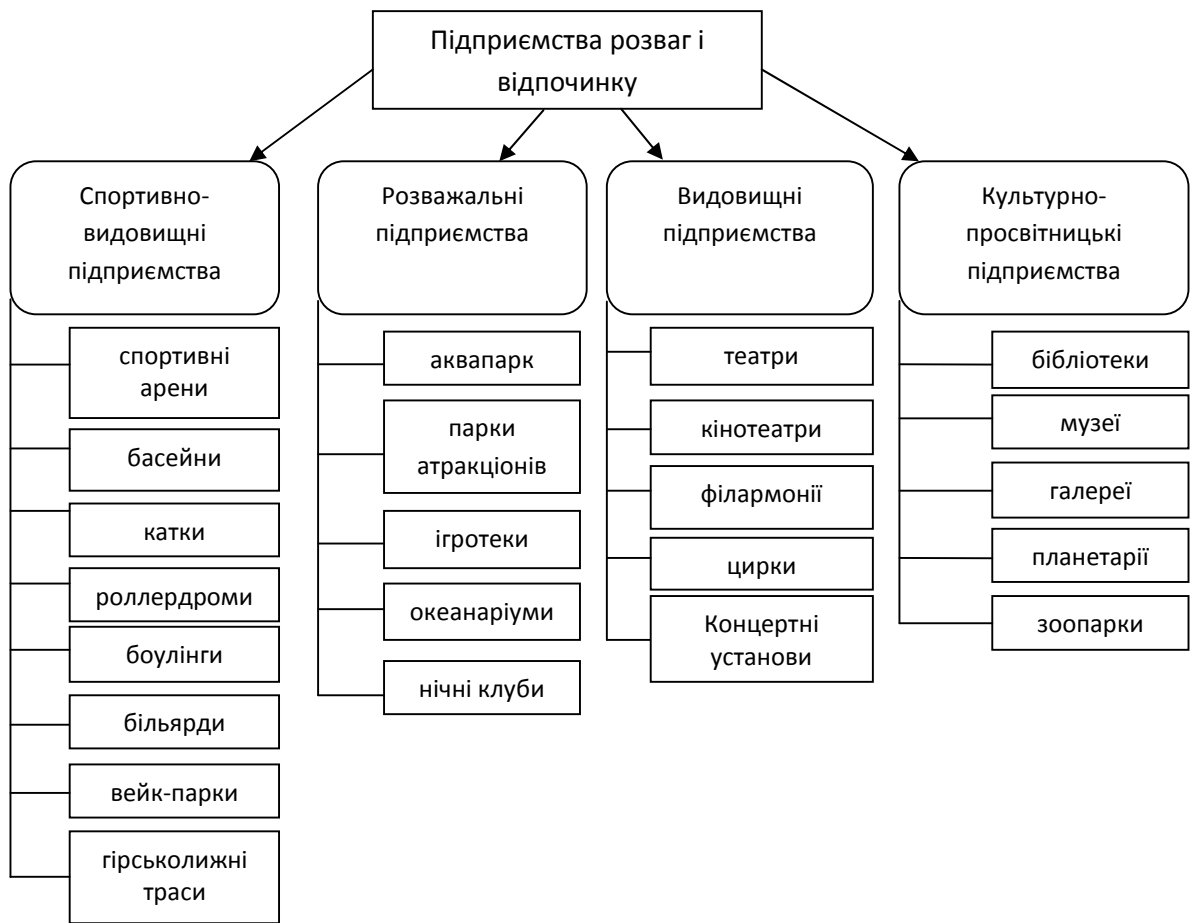 Підприємства розваг і
відпочинку
Спортивно-
видовищні
підприємства
спортивні
арени
басейни
катки
роллердроми
боулінги
більярди
вейк-парки
гірськолижні
траси
Розважальні
підприємства
аквапарк
парки
атракціонів
ігротеки
океанаріуми
нічні клуби
Видовищні
підприємства
театри
кінотеатри
філармонії
цирки
Концертні
установи
Культурно-
просвітницькі
підприємства
бібліотеки
музеї
галереї
планетарії
зоопарки